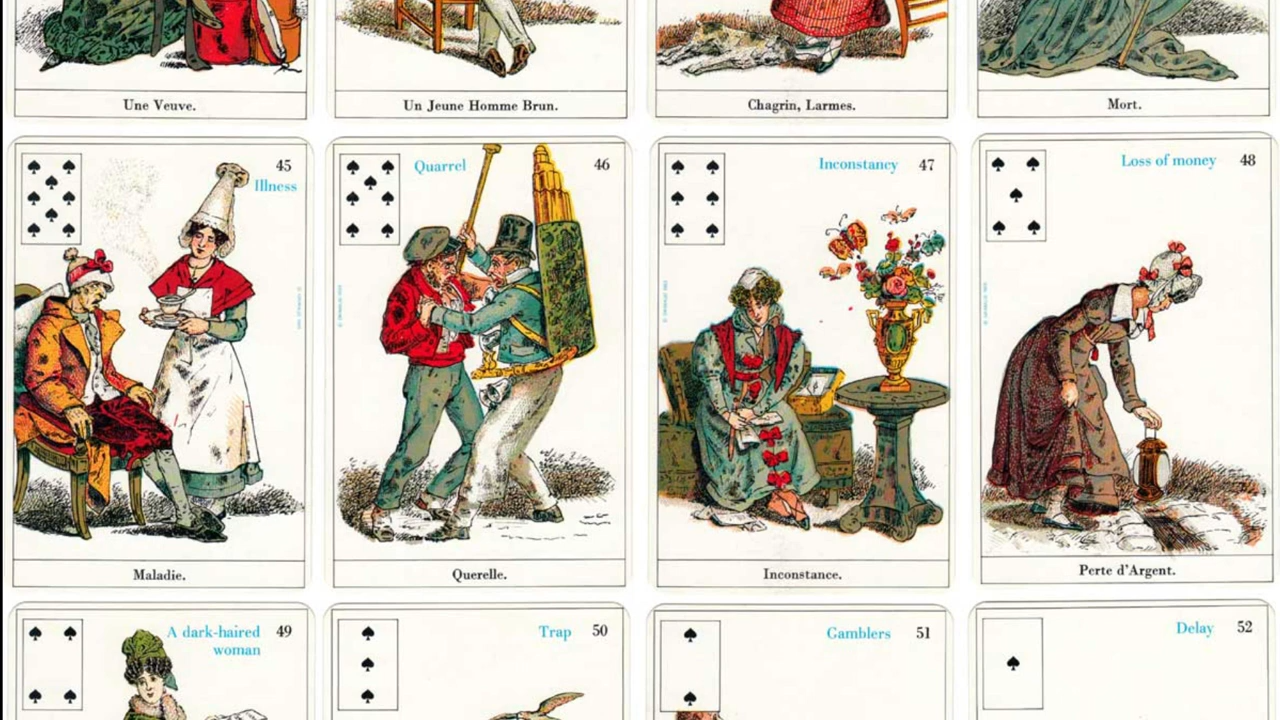 Une Veuve.
Un Jeune Homme Brun.
Chagrin, Larmes.
Mort.
45
Illness
Maladie.
Quarrel
46
Querelle.
Inconstancy
47
Inconstance.
Loss of money
48
Perte d'Argent.
A dark-haired
woman
49
Trap
50
Gamblers
51
Delay
52